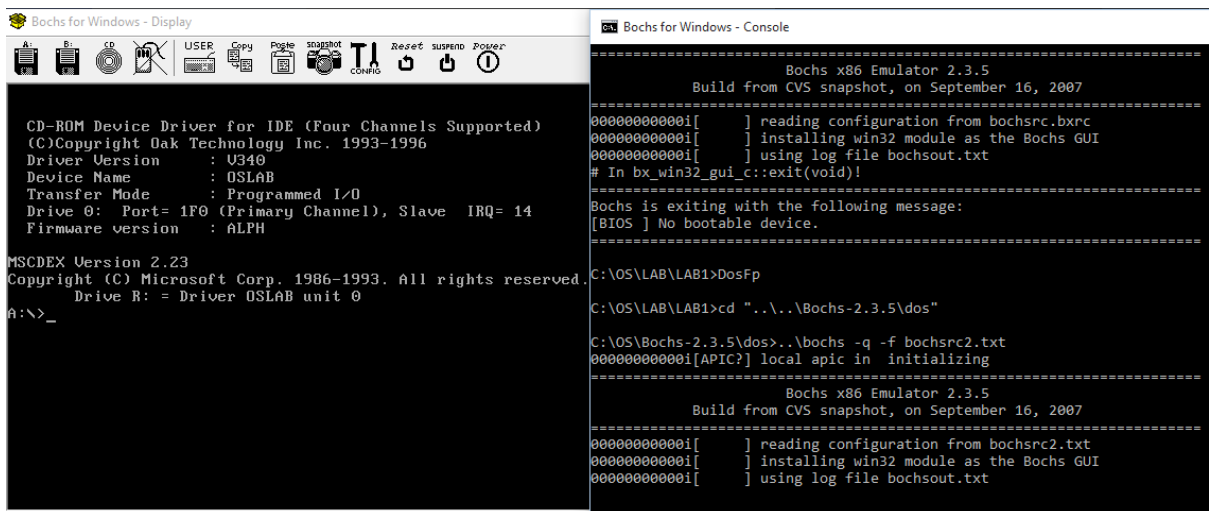 Bochs for Windows - Display
A: B: CD USER Copy Paste snapshot CONFIG Reset SUSPEND Power
CD-ROM Device Driver for IDE (Four Channels Supported)
(C)Copyright Oak Technology Inc. 1993-1996
Driver Version : V340
Device Name : OSLAB
Transfer Mode : Programmed I/O
Drive 0: Port= 1F0 (Primary Channel), Slave IRQ= 14
Firmware version : ALPH
MSCDEX Version 2.23
Copyright (C) Microsoft Corp. 1986-1993. All rights reserved.
Drive R: = Driver OSLAB unit 0
A:\>_
Bochs for Windows - Console
========================================================================
Bochs x86 Emulator 2.3.5
Build from CVS snapshot, on September 16, 2007
========================================================================
00000000000i[ ] reading configuration from bochsrc.bxrc
00000000000i[ ] installing win32 module as the Bochs GUI
00000000000i[ ] using log file bochsout.txt
# In bx_win32_gui_c::exit(void)!
========================================================================
Bochs is exiting with the following message:
[BIOS ] No bootable device.
========================================================================
C:\OS\LAB\LAB1>DosFp
C:\OS\LAB\LAB1>cd "..\..\Bochs-2.3.5\dos"
C:\OS\Bochs-2.3.5\dos>..\bochs -q -f bochsrc2.txt
00000000000i[APIC?] local apic in initializing
========================================================================
Bochs x86 Emulator 2.3.5
Build from CVS snapshot, on September 16, 2007
========================================================================
00000000000i[ ] reading configuration from bochsrc2.txt
00000000000i[ ] installing win32 module as the Bochs GUI
00000000000i[ ] using log file bochsout.txt